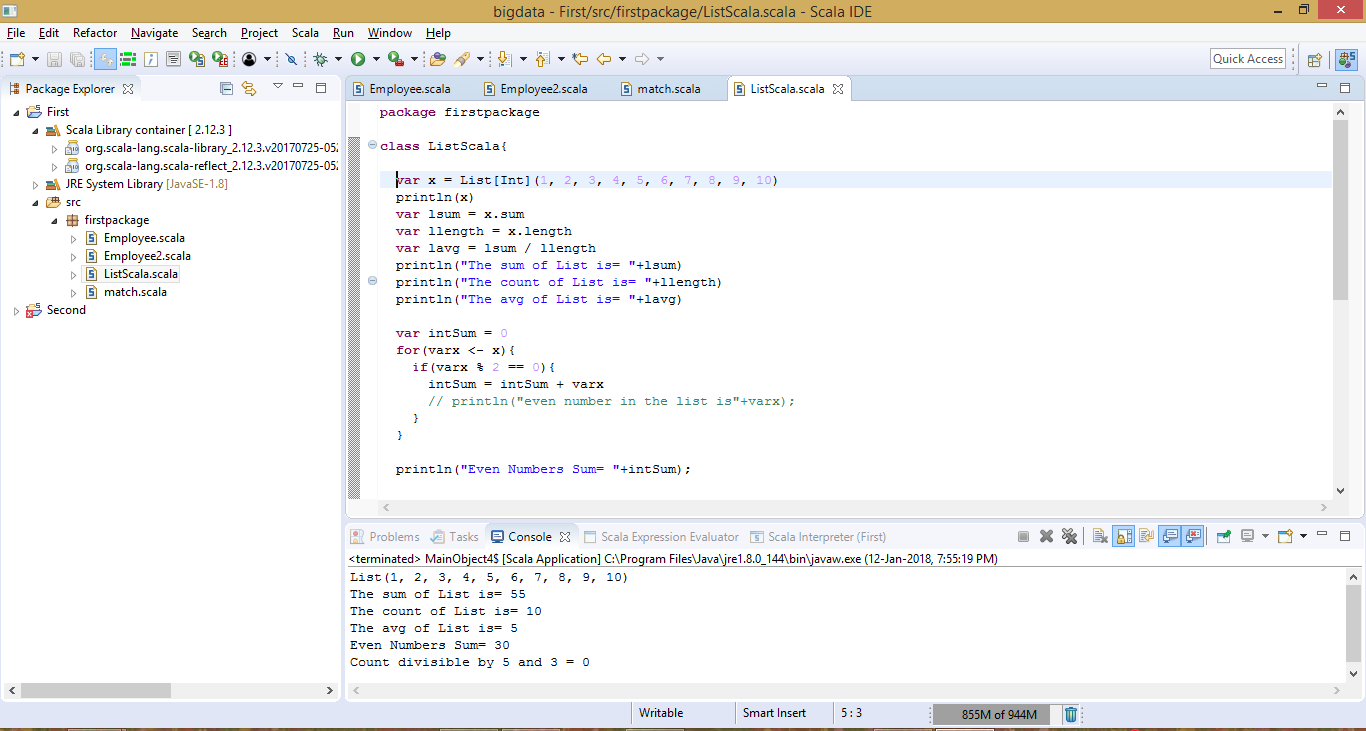 bigdata - First/src/firstpackage/ListScala.scala - Scala IDE
File Edit Refactor Navigate Search Project Scala Run Window Help
Quick Access
Package Explorer
First
Scala Library container [ 2.12.3 ]
org.scala-lang.scala-library_2.12.3.v20170725-052
org.scala-lang.scala-reflect_2.12.3.v20170725-052
JRE System Library [JavaSE-1.8]
src
firstpackage
Employee.scala
Employee2.scala
ListScala.scala
match.scala
Second
Employee.scala Employee2.scala match.scala ListScala.scala
package firstpackage
class ListScala{
var x = List[Int](1, 2, 3, 4, 5, 6, 7, 8, 9, 10)
println(x)
var lsum = x.sum
var llength = x.length
var lavg = lsum / llength
println("The sum of List is= "+lsum)
println("The count of List is= "+llength)
println("The avg of List is= "+lavg)
var intSum = 0
for(varx <- x){
if(varx % 2 == 0){
intSum = intSum + varx
// println("even number in the list is"+varx);
}
}
println("Even Numbers Sum= "+intSum);
Problems Tasks Console Scala Expression Evaluator Scala Interpreter (First)
<terminated> MainObject4$ [Scala Application] C:\Program Files\Java\jre1.8.0_144\bin\javaw.exe (12-Jan-2018, 7:55:19 PM)
List(1, 2, 3, 4, 5, 6, 7, 8, 9, 10)
The sum of List is= 55
The count of List is= 10
The avg of List is= 5
Even Numbers Sum= 30
Count divisible by 5 and 3 = 0
Writable Smart Insert 5 : 3 855M of 944M